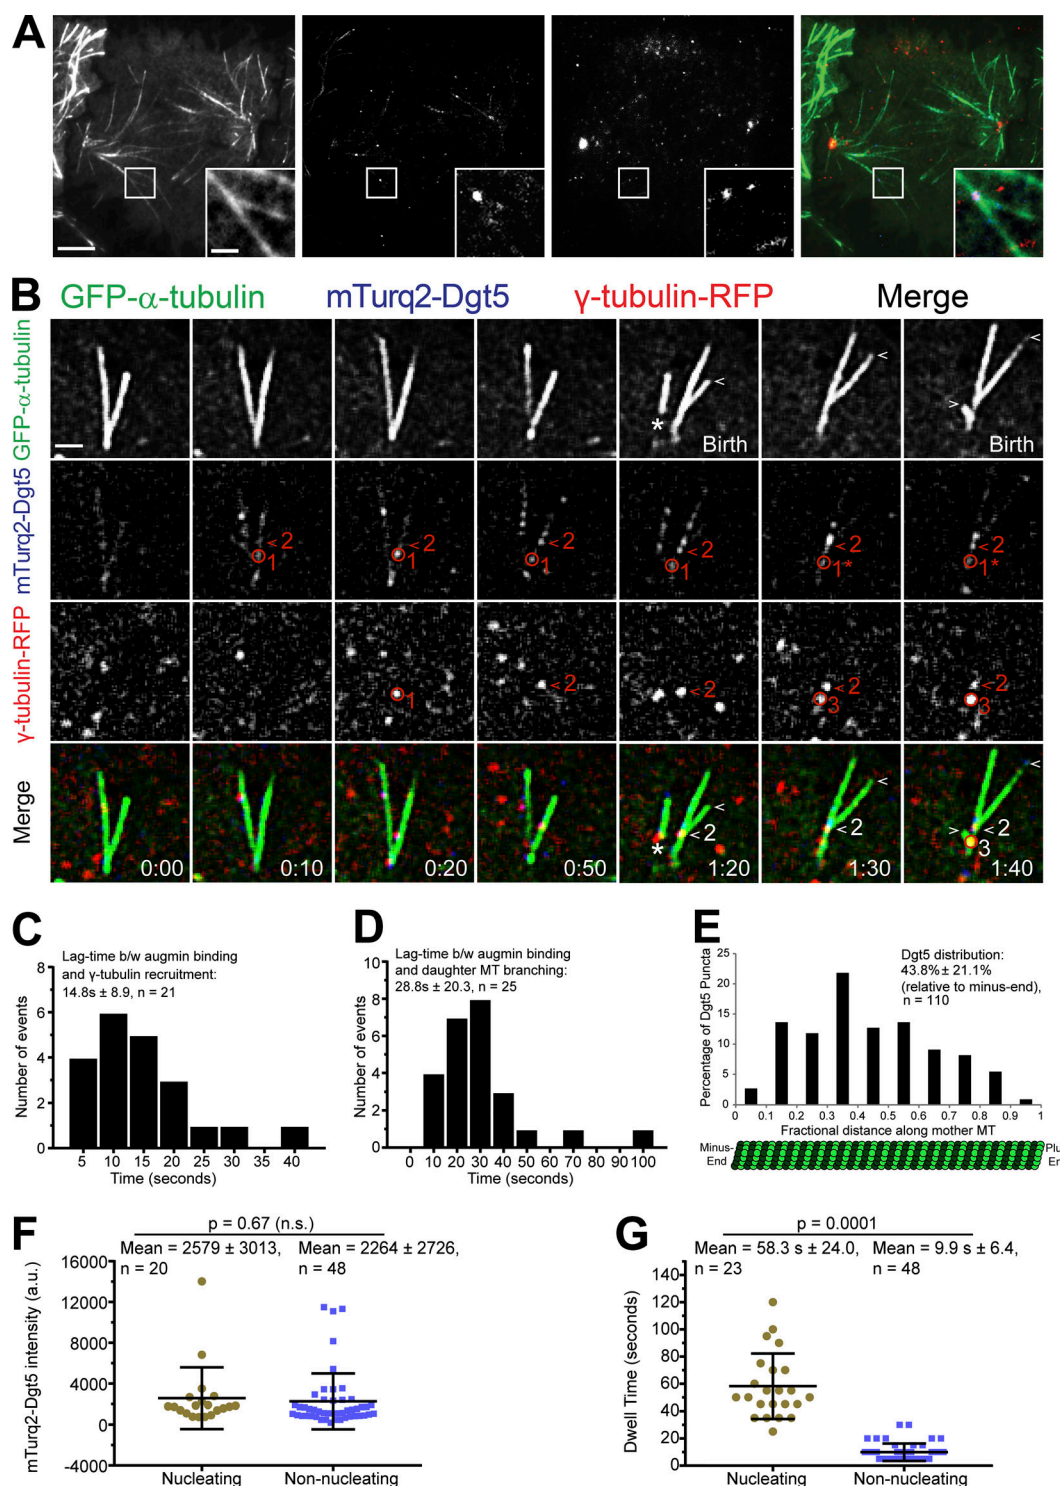 A
B
GFP-α-tubulin mTurq2-Dgt5 γ-tubulin-RFP Merge
GFP-α-tubulin
* <
Birth
<
<
>
Birth
mTurq2-Dgt5
<2
1
<2
1
<2
1
<2
1
<2
1*
<2
1*
γ-tubulin-RFP
1
<2
<2
<2
3
<2
3
Merge
0:00
0:10
0:20
0:50
<
<2
*
1:20
<
<2
1:30
<
> <2
3
1:40
C
Lag-time b/w augmin binding
and γ-tubulin recruitment:
14.8s ± 8.9, n = 21
Number of events
8
6
4
2
0
5 10 15 20 25 30 35 40
Time (seconds)
D
Lag-time b/w augmin binding
and daughter MT branching:
28.8s ± 20.3, n = 25
Number of events
10
8
6
4
2
0
0 10 20 30 40 50 60 70 80 90 100
Time (seconds)
E
Dgt5 distribution:
43.8% ± 21.1%
(relative to minus-end),
n = 110
Percentage of Dgt5 Puncta
25
20
15
10
5
0
0 0.1 0.2 0.3 0.4 0.5 0.6 0.7 0.8 0.9 1
Fractional distance along mother MT
Minus-
End
Plu
En
F
p = 0.67 (n.s.)
Mean = 2579 ± 3013,
n = 20
Mean = 2264 ± 2726,
n = 48
mTurq2-Dgt5 intensity (a.u.)
16000
12000
8000
4000
0
-4000
Nucleating Non-nucleating
G
p = 0.0001
Mean = 58.3 s ± 24.0,
n = 23
Mean = 9.9 s ± 6.4,
n = 48
Dwell Time (seconds)
140
120
100
80
60
40
20
0
Nucleating Non-nucleating